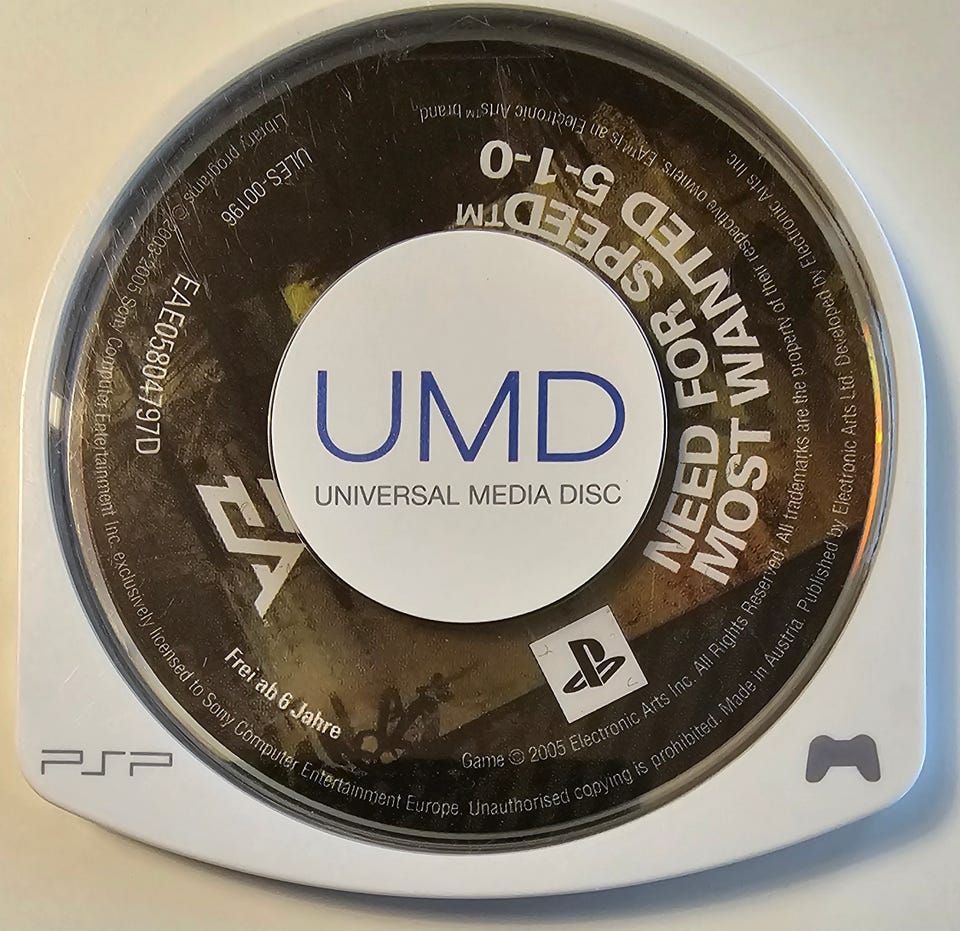 UMD
UNIVERSAL MEDIA DISC
NEED FOR SPEED™
MOST WANTED 5-1-0
ULES-00196
EAE05804797D
EA
Frei ab 6 Jahre
Library programs ©2003-2005 Sony Computer Entertainment Inc. exclusively licensed to Sony Computer Entertainment Europe. Unauthorised copying is prohibited. Made in Austria. Published by Electronic Arts Ltd. Developed by Electronic Arts Inc.
Game © 2005 Electronic Arts Inc. All Rights Reserved. All trademarks are the property of their respective owners. EA™ is an Electronic Arts™ brand.
PSP